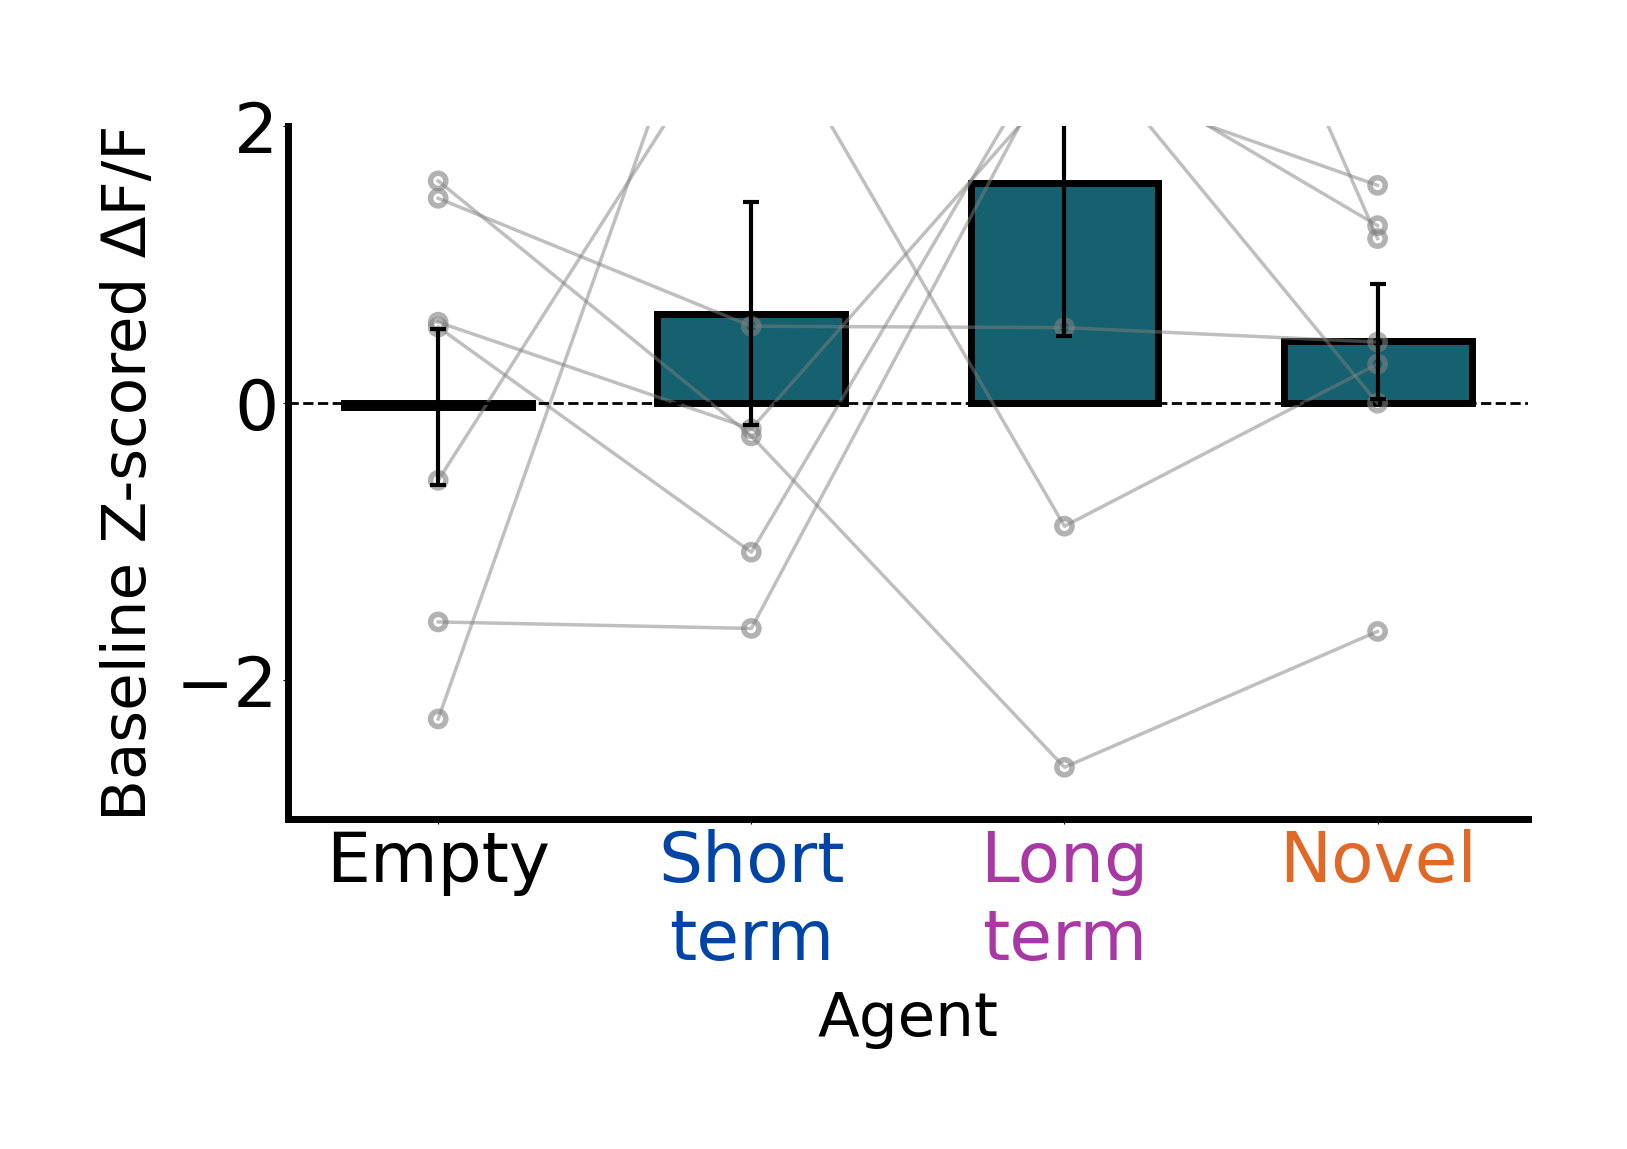 Baseline Z-scored ΔF/F
2
0
−2
Empty
Short
term
Long
term
Novel
Agent